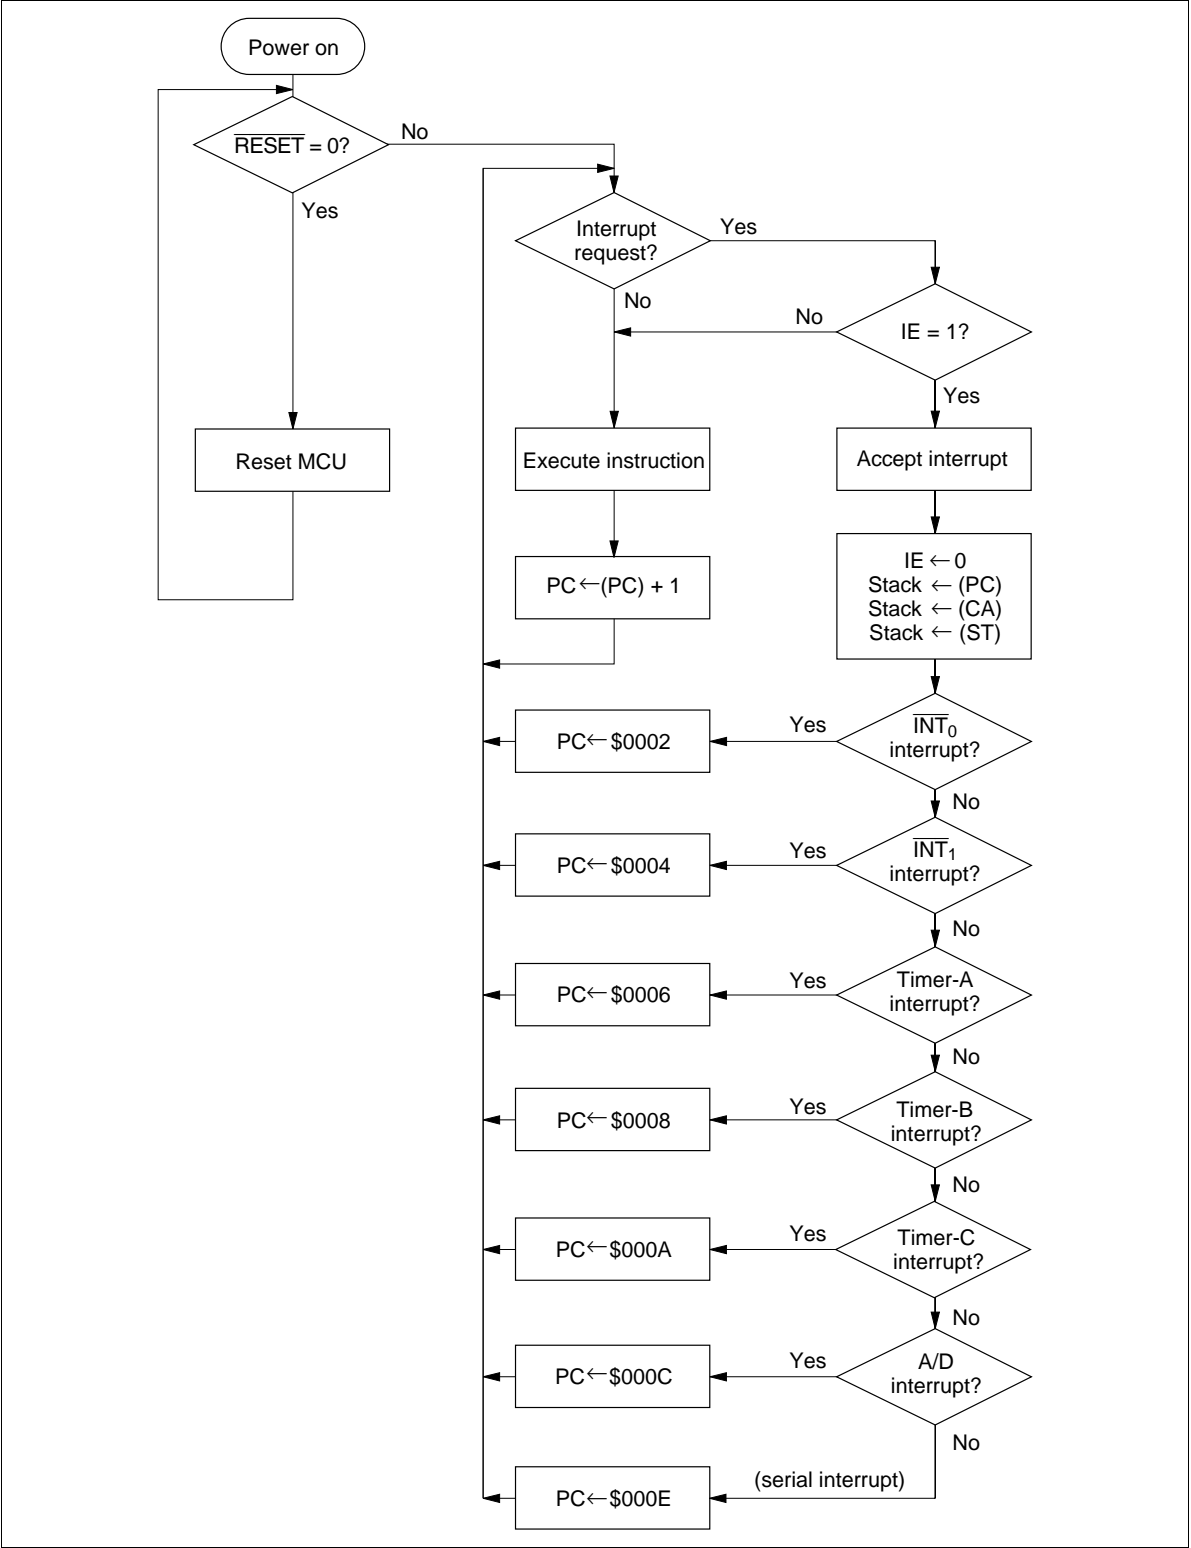 Power on
RESET = 0?
No
Yes
Interrupt
request?
Yes
No
No
IE = 1?
Yes
Reset MCU
Execute instruction
Accept interrupt
PC←(PC) + 1
IE ← 0
Stack ← (PC)
Stack ← (CA)
Stack ← (ST)
PC← $0002
Yes
INT0
interrupt?
No
PC← $0004
Yes
INT1
interrupt?
No
PC← $0006
Yes
Timer-A
interrupt?
No
PC← $0008
Yes
Timer-B
interrupt?
No
PC← $000A
Yes
Timer-C
interrupt?
No
PC← $000C
Yes
A/D
interrupt?
No
PC← $000E
(serial interrupt)